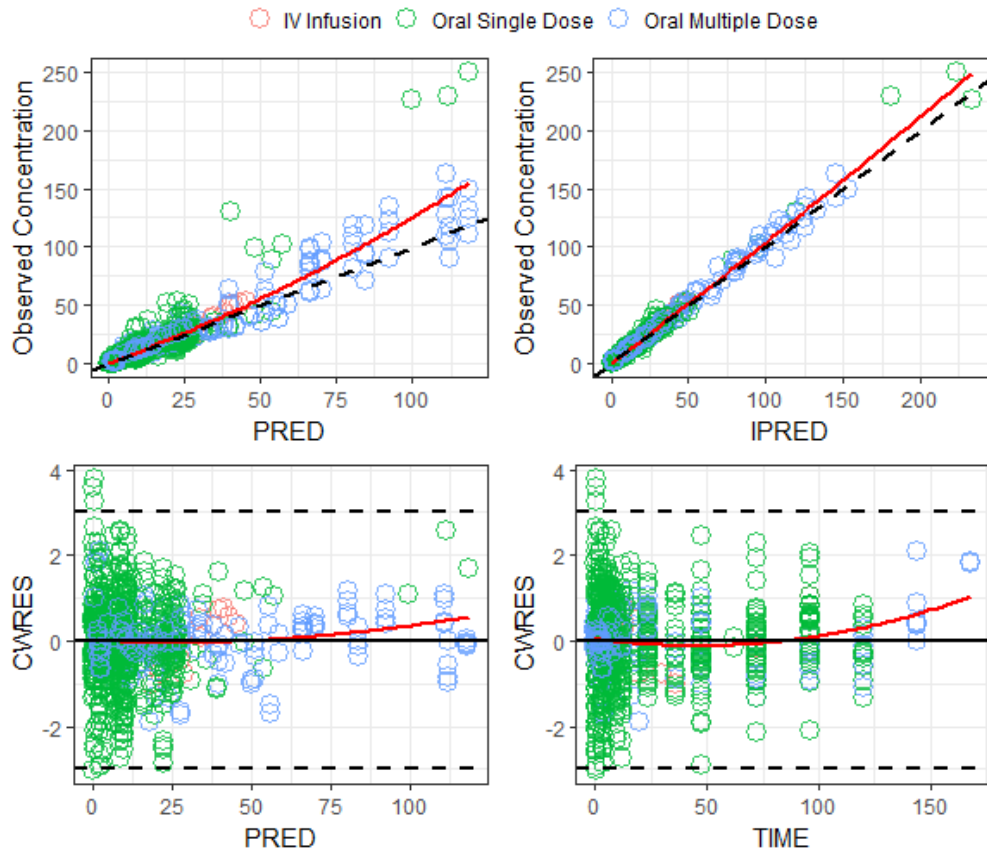 IV Infusion Oral Single Dose Oral Multiple Dose
Observed Concentration
250
200
150
100
50
0
0 25 50 75 100
PRED
Observed Concentration
250
200
150
100
50
0
0 50 100 150 200
IPRED
CWRES
4
2
0
-2
0 25 50 75 100
PRED
CWRES
4
2
0
-2
0 50 100 150
TIME